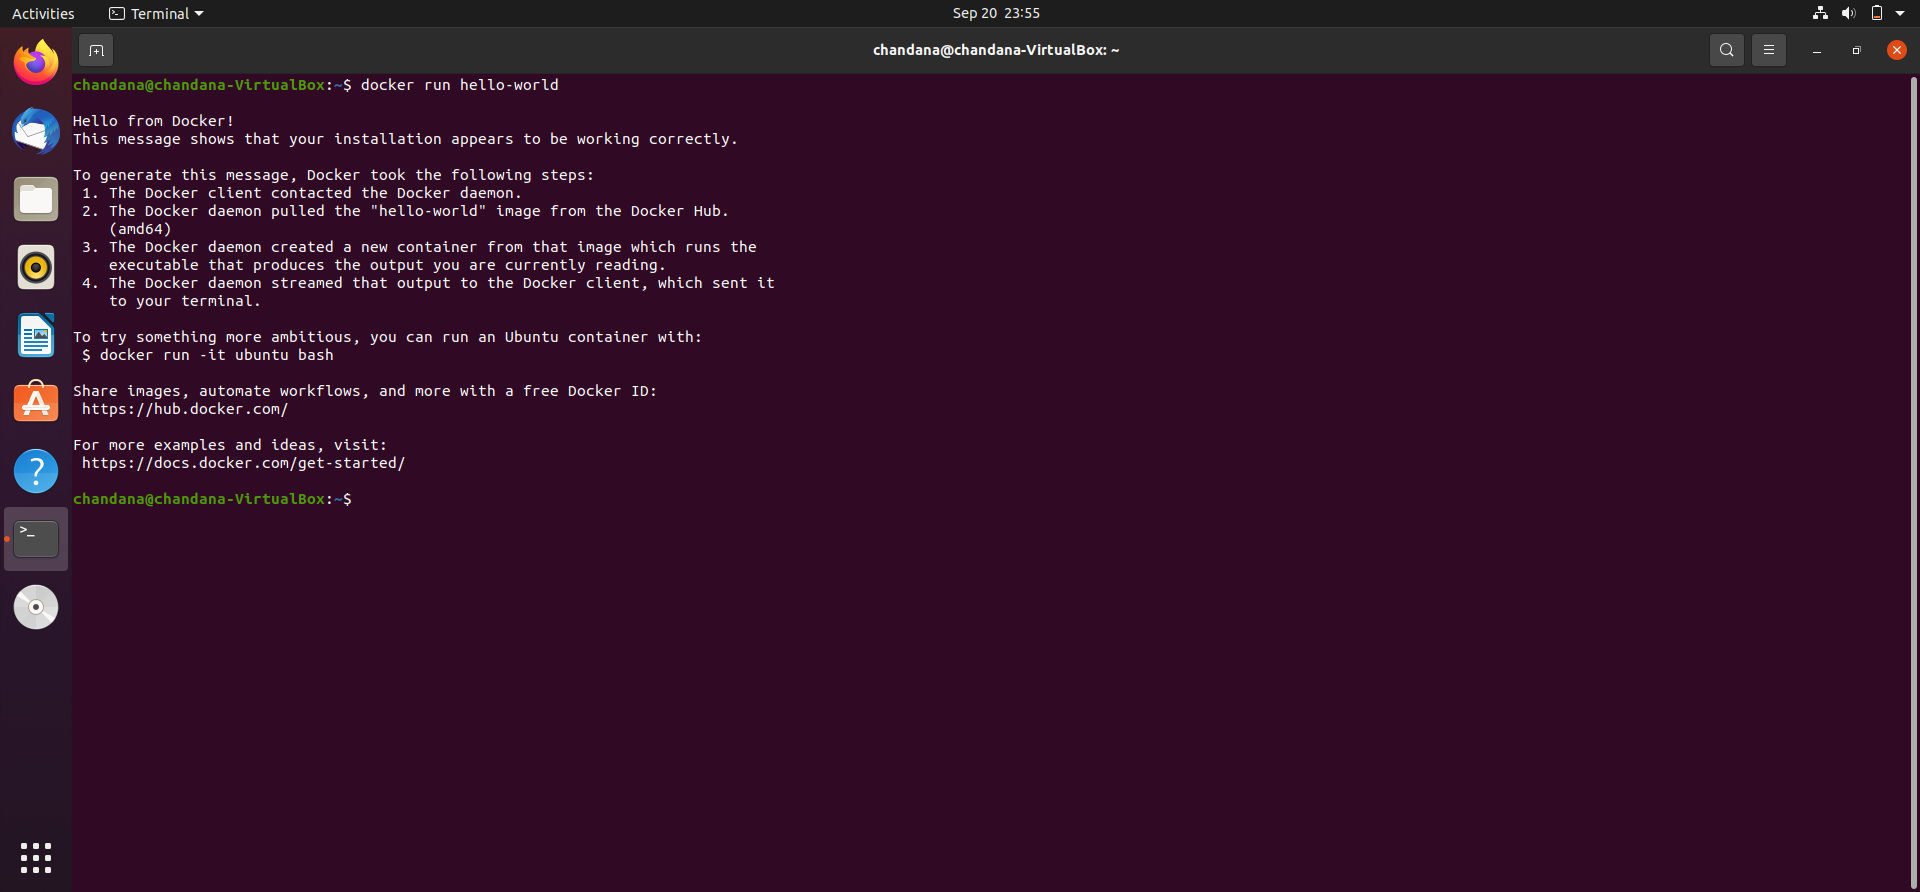 Activities
Terminal
Sep 20 23:55
chandana@chandana-VirtualBox: ~
chandana@chandana-VirtualBox:~$ docker run hello-world
Hello from Docker!
This message shows that your installation appears to be working correctly.
To generate this message, Docker took the following steps:
1. The Docker client contacted the Docker daemon.
2. The Docker daemon pulled the "hello-world" image from the Docker Hub.
(amd64)
3. The Docker daemon created a new container from that image which runs the
executable that produces the output you are currently reading.
4. The Docker daemon streamed that output to the Docker client, which sent it
to your terminal.
To try something more ambitious, you can run an Ubuntu container with:
$ docker run -it ubuntu bash
Share images, automate workflows, and more with a free Docker ID:
https://hub.docker.com/
For more examples and ideas, visit:
https://docs.docker.com/get-started/
chandana@chandana-VirtualBox:~$